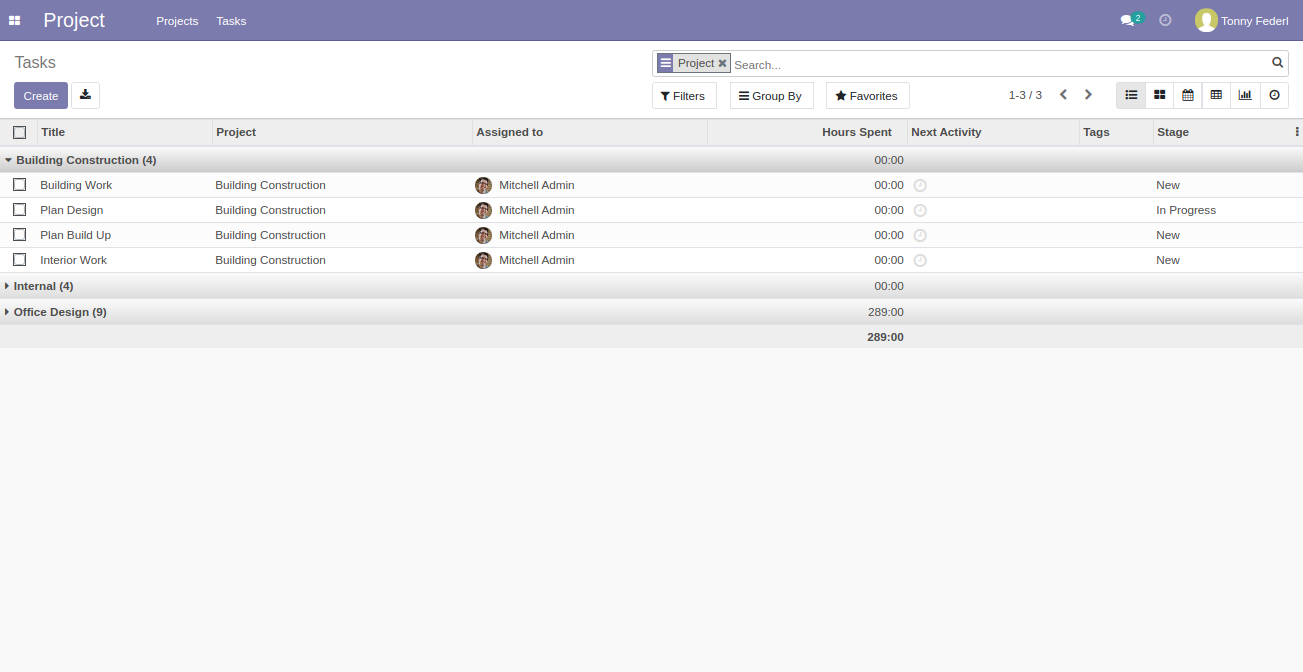 Project Projects Tasks 2 Tonny Federl
Tasks
Project Search...
Create Filters Group By Favorites 1-3 / 3
Title Project Assigned to Hours Spent Next Activity Tags Stage
Building Construction (4) 00:00
Building Work Building Construction Mitchell Admin 00:00 New
Plan Design Building Construction Mitchell Admin 00:00 In Progress
Plan Build Up Building Construction Mitchell Admin 00:00 New
Interior Work Building Construction Mitchell Admin 00:00 New
Internal (4) 00:00
Office Design (9) 289:00
289:00